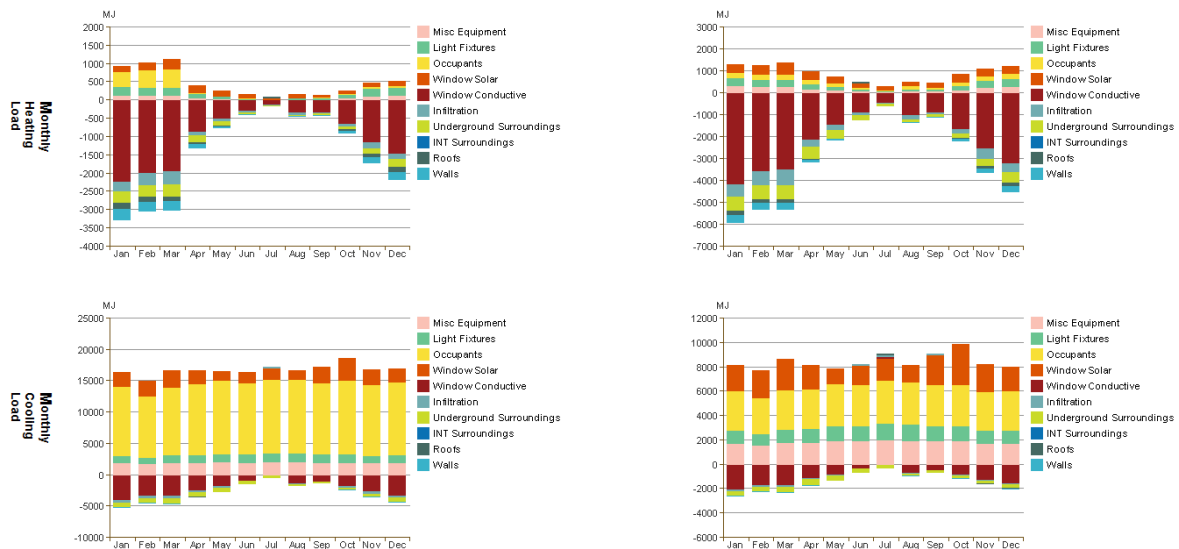 Monthly
Heating
Load
MJ
2000
1500
1000
500
0
-500
-1000
-1500
-2000
-2500
-3000
-3500
-4000
Jan Feb Mar Apr May Jun Jul Aug Sep Oct Nov Dec
Misc Equipment
Light Fixtures
Occupants
Window Solar
Window Conductive
Infiltration
Underground Surroundings
INT Surroundings
Roofs
Walls
MJ
3000
2000
1000
0
-1000
-2000
-3000
-4000
-5000
-6000
-7000
Jan Feb Mar Apr May Jun Jul Aug Sep Oct Nov Dec
Misc Equipment
Light Fixtures
Occupants
Window Solar
Window Conductive
Infiltration
Underground Surroundings
INT Surroundings
Roofs
Walls
Monthly
Cooling
Load
MJ
25000
20000
15000
10000
5000
0
-5000
-10000
Jan Feb Mar Apr May Jun Jul Aug Sep Oct Nov Dec
Misc Equipment
Light Fixtures
Occupants
Window Solar
Window Conductive
Infiltration
Underground Surroundings
INT Surroundings
Roofs
Walls
MJ
12000
10000
8000
6000
4000
2000
0
-2000
-4000
-6000
Jan Feb Mar Apr May Jun Jul Aug Sep Oct Nov Dec
Misc Equipment
Light Fixtures
Occupants
Window Solar
Window Conductive
Infiltration
Underground Surroundings
INT Surroundings
Roofs
Walls